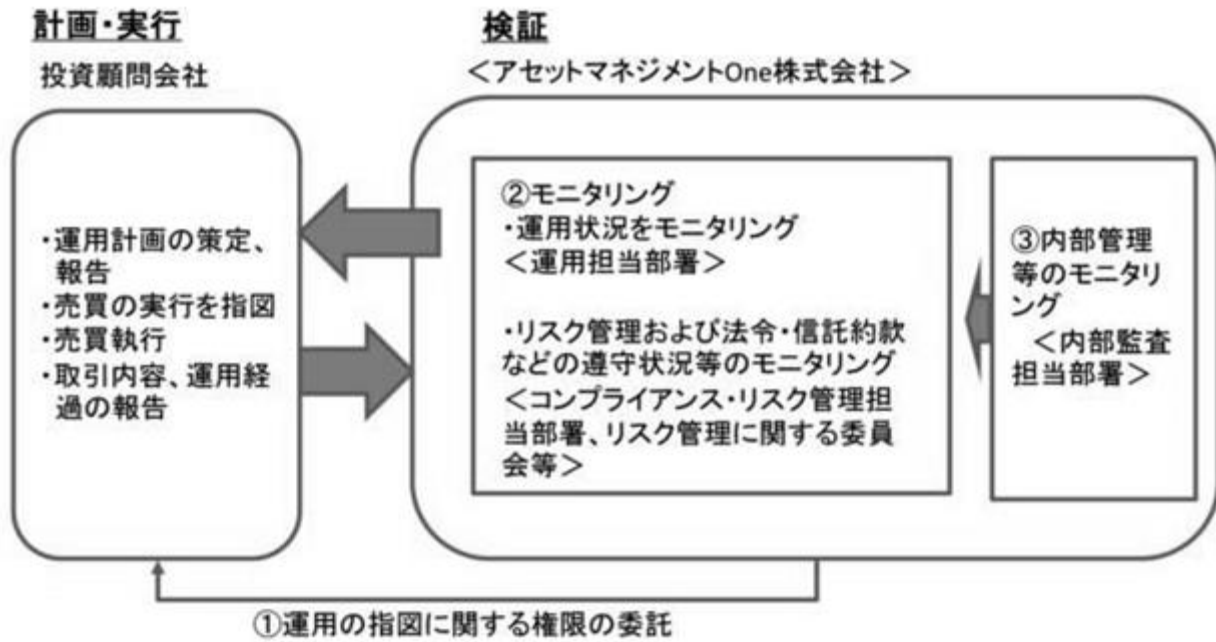 計画・実行
投資顧問会社
・運用計画の策定、
報告
・売買の実行を指図
・売買執行
・取引内容、運用経
過の報告
検証
＜アセットマネジメントOne株式会社＞
②モニタリング
・運用状況をモニタリング
＜運用担当部署＞
・リスク管理および法令・信託約款
などの遵守状況等のモニタリング
＜コンプライアンス・リスク管理担
当部署、リスク管理に関する委員
会等＞
③内部管理
等のモニタリ
ング
＜内部監査
担当部署＞
①運用の指図に関する権限の委託